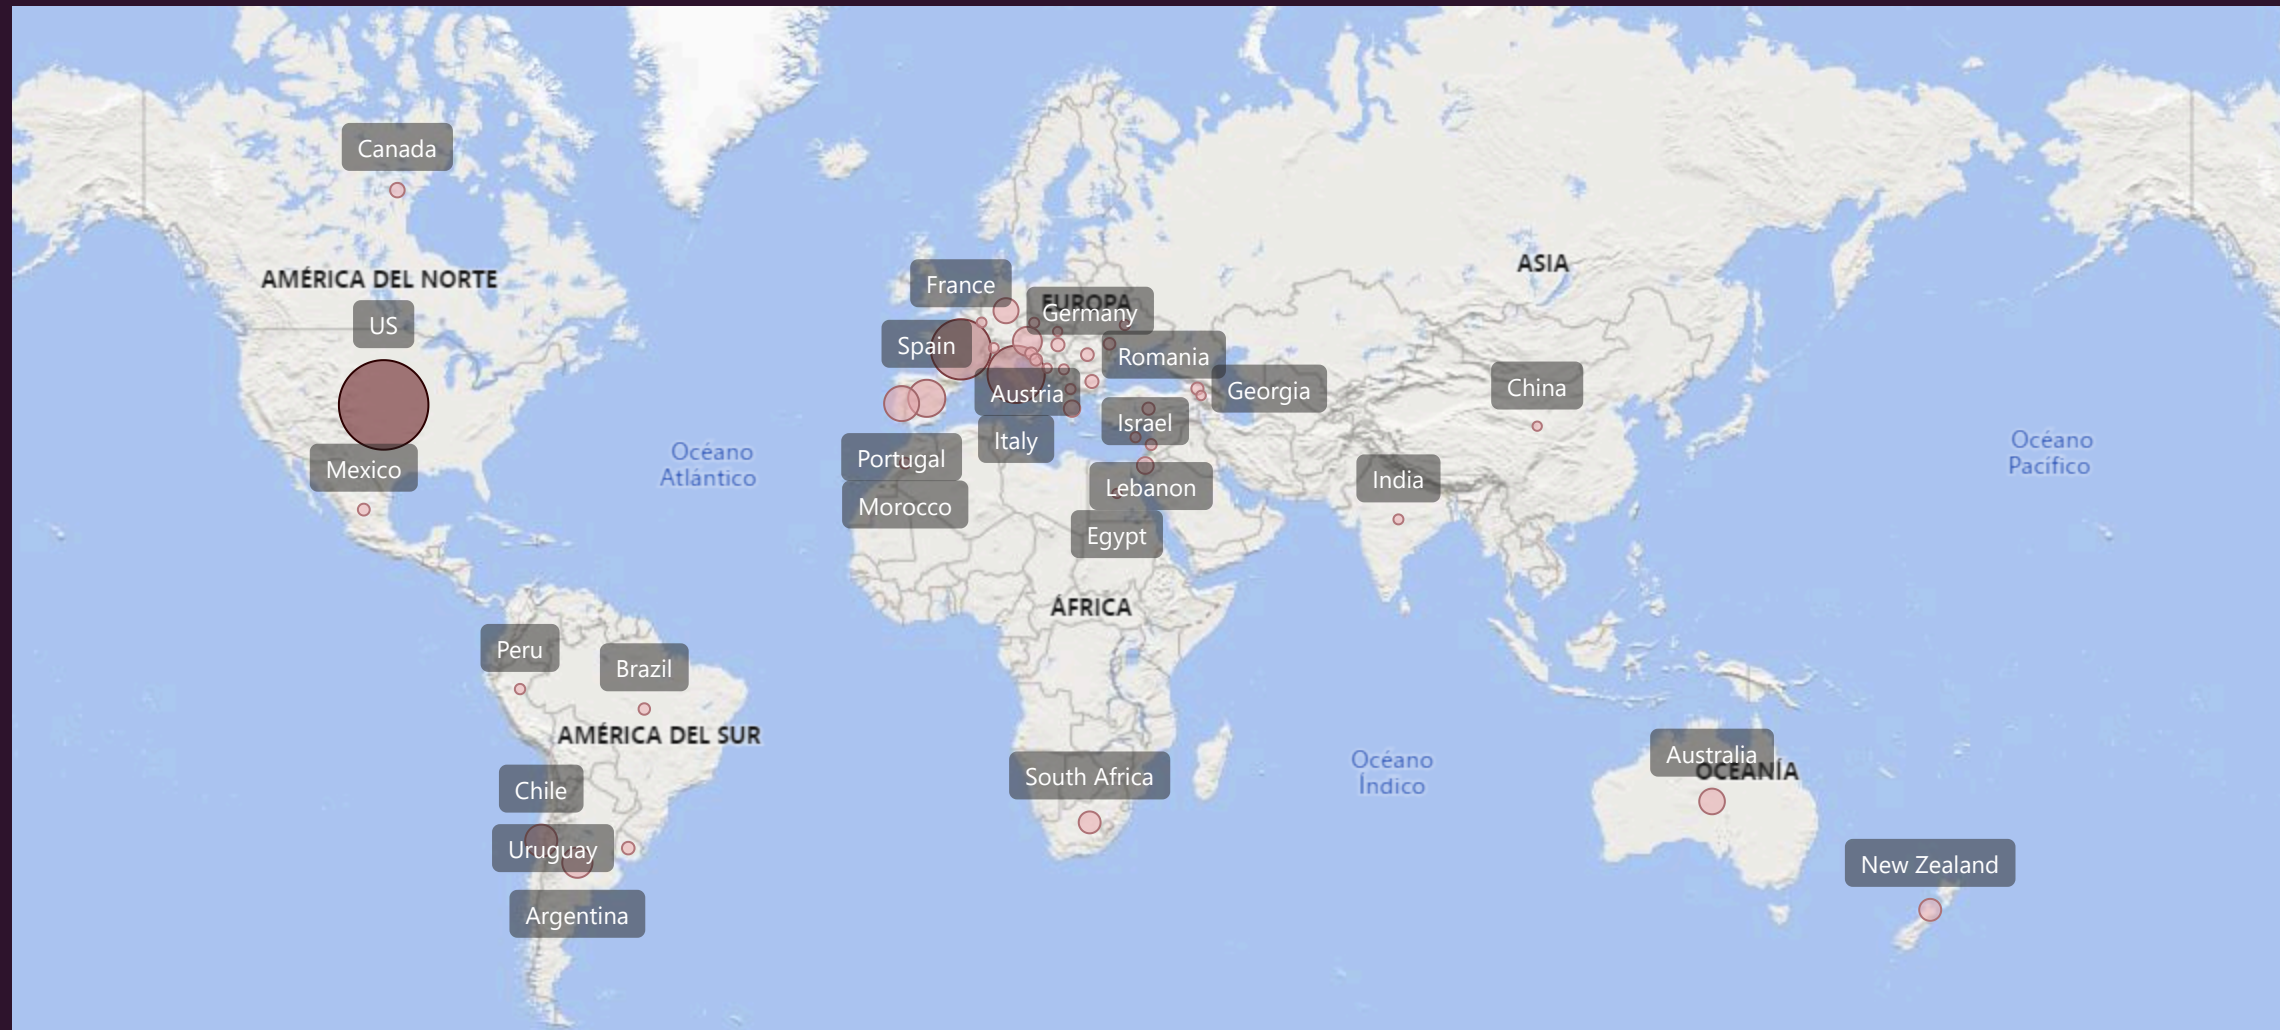 Canada
AMÉRICA DEL NORTE
US
Mexico
Océano
Atlántico
France
EUROPA
Germany
Spain
Romania
Austria
Georgia
Italy
Israel
Portugal
Lebanon
Morocco
Egypt
ASIA
China
India
Océano
Pacífico
ÁFRICA
Peru
Brazil
AMÉRICA DEL SUR
Chile
Uruguay
Argentina
South Africa
Océano
Índico
Australia
OCEANÍA
New Zealand